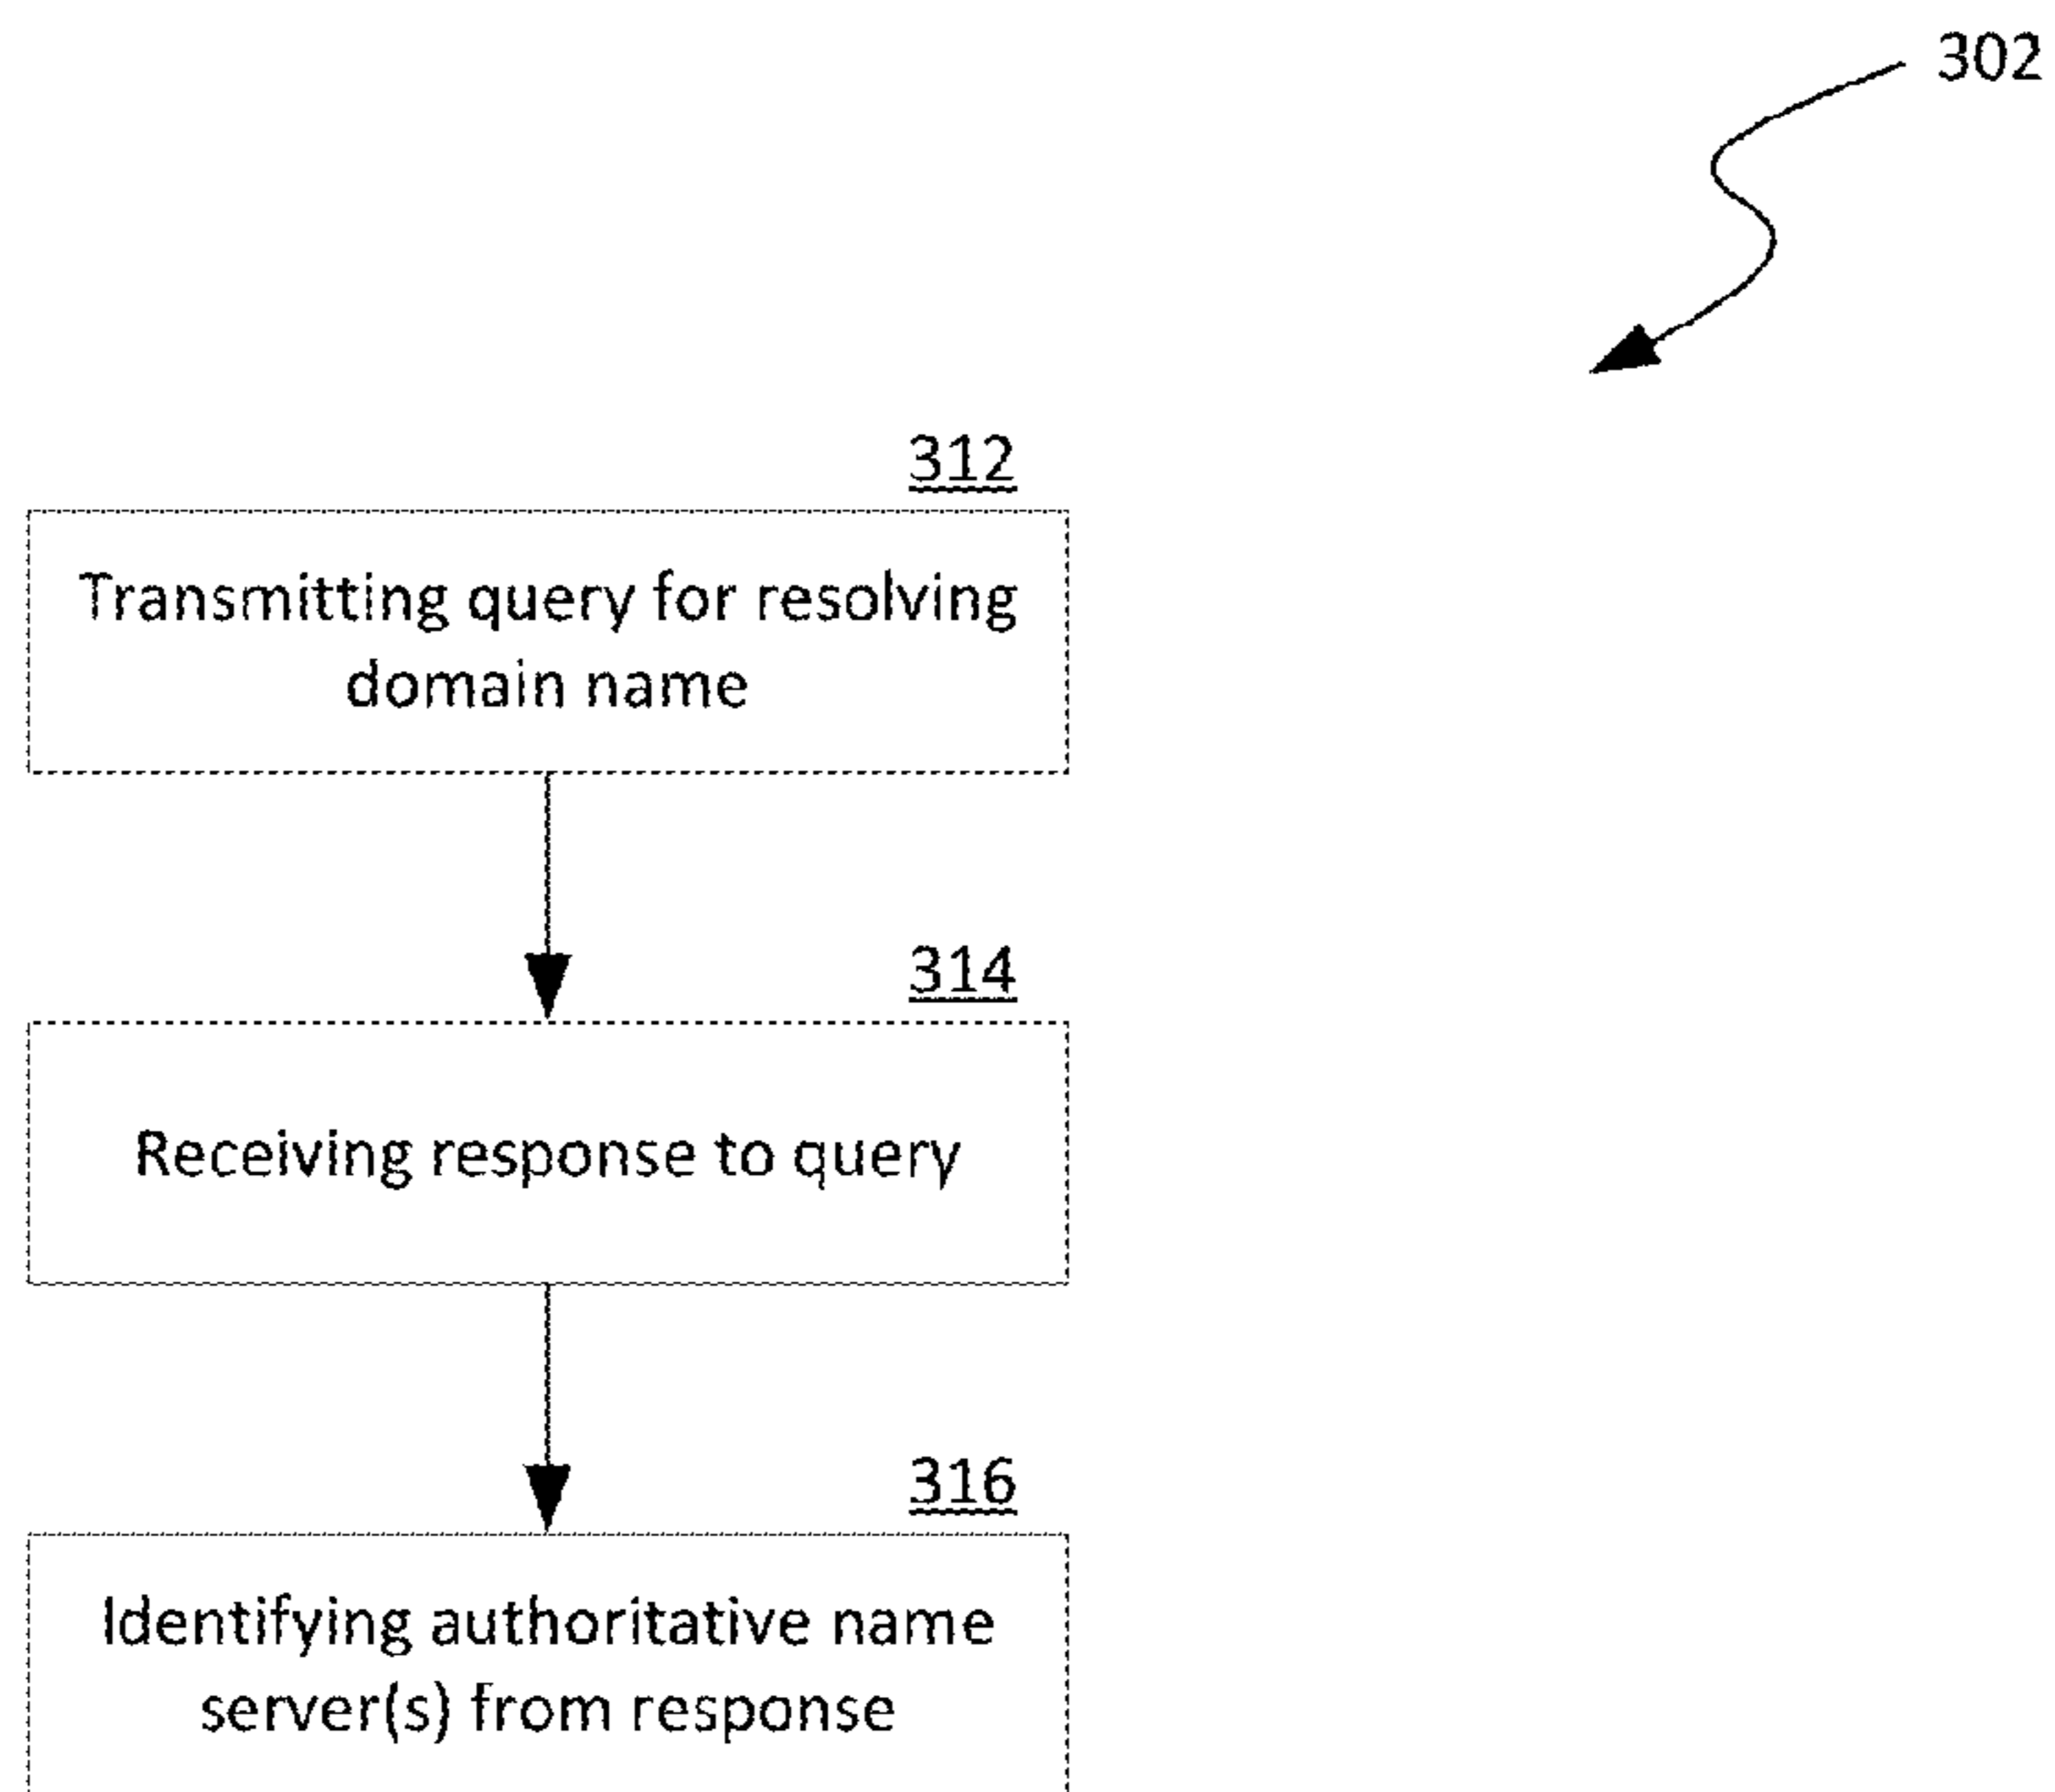 302
312
Transmitting query for resolving
domain name
314
Receiving response to query
316
Identifying authoritative name
server(s) from response